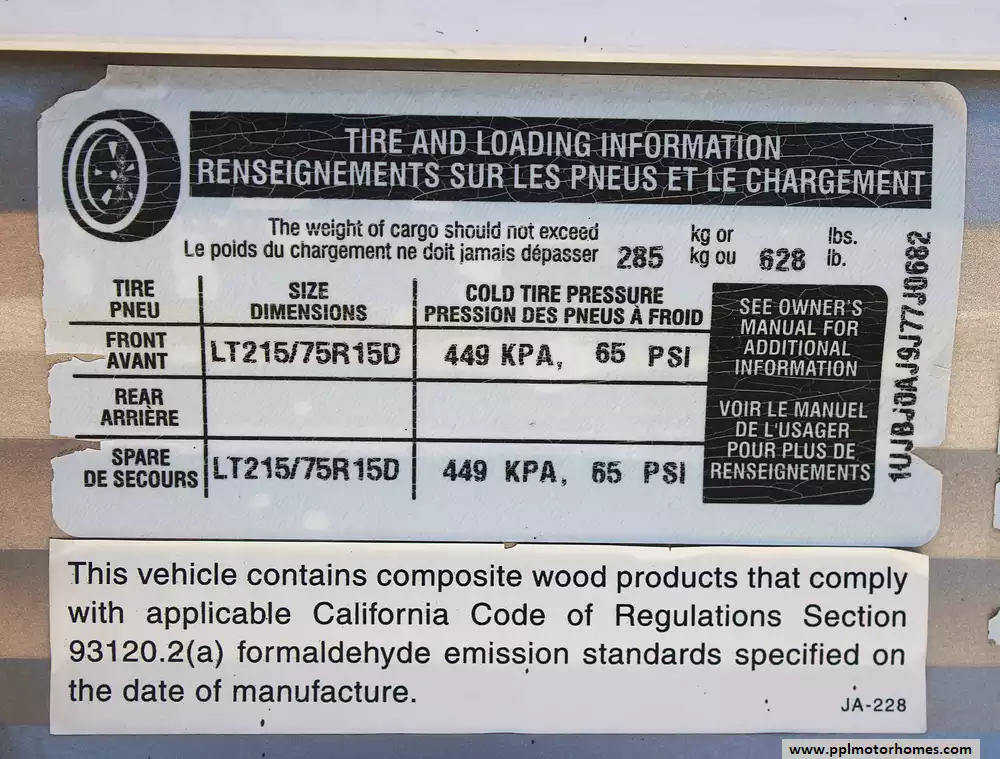 TIRE AND LOADING INFORMATION
RENSEIGNEMENTS SUR LES PNEUS ET LE CHARGEMENT
The weight of cargo should not exceed
Le poids du chargement ne doit jamais dépasser
285
kg or
kg ou
628
lbs.
lb.
TIRE
PNEU
SIZE
DIMENSIONS
COLD TIRE PRESSURE
PRESSION DES PNEUS À FROID
FRONT
AVANT
LT215/75R15D
449 KPA, 65 PSI
REAR
ARRIÈRE
SPARE
DE SECOURS
LT215/75R15D
449 KPA, 65 PSI
SEE OWNER'S
MANUAL FOR
ADDITIONAL
INFORMATION
VOIR LE MANUEL
DE L'USAGER
POUR PLUS DE
RENSEIGNEMENTS
1UJBJ0AJ9J77J0682
This vehicle contains composite wood products that comply
with applicable California Code of Regulations Section
93120.2(a) formaldehyde emission standards specified on
the date of manufacture.
JA-228
www.pplmotorhomes.com